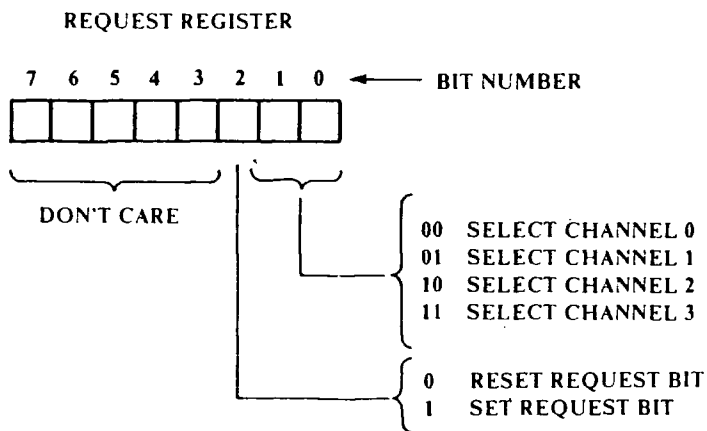 REQUEST REGISTER
7 6 5 4 3 2 1 0 BIT NUMBER
DON'T CARE
00 SELECT CHANNEL 0
01 SELECT CHANNEL 1
10 SELECT CHANNEL 2
11 SELECT CHANNEL 3
0 RESET REQUEST BIT
1 SET REQUEST BIT